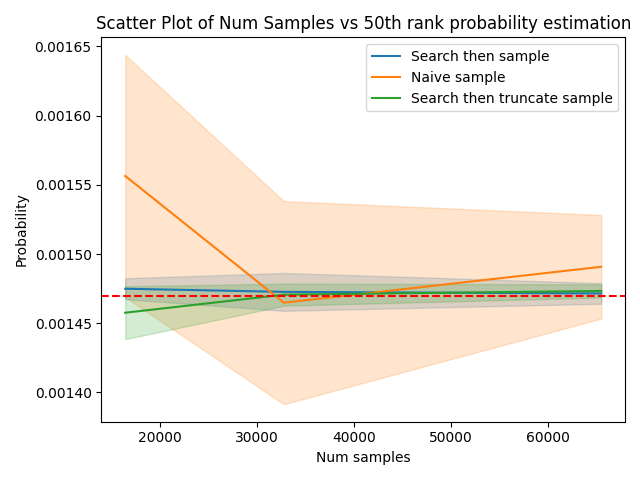 Scatter Plot of Num Samples vs 50th rank probability estimation
Search then sample
Naive sample
Search then truncate sample
Probability
0.00165
0.00160
0.00155
0.00150
0.00145
0.00140
20000 30000 40000 50000 60000
Num samples